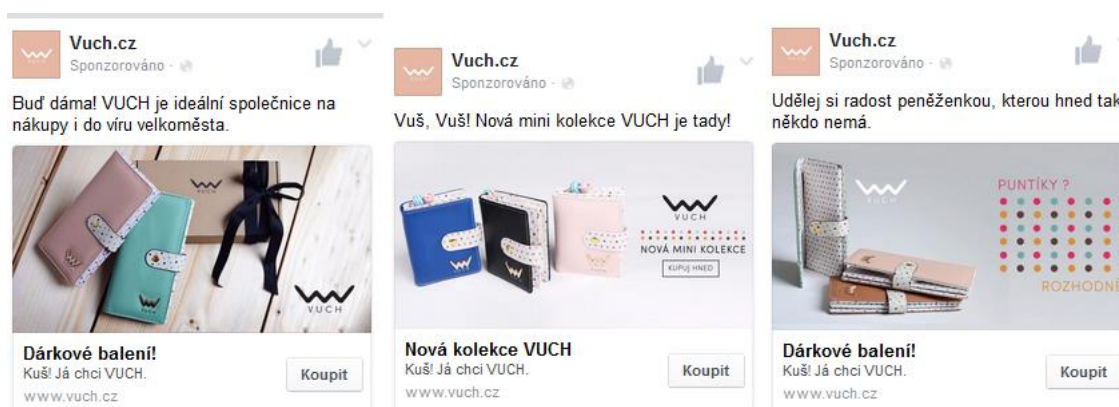 Vuch.cz
Sponzorováno
Buď dáma! VUCH je ideální společnice na
nákupy i do víru velkoměsta.
VUCH
VUCH
Dárkové balení!
Kuš! Já chci VUCH.
www.vuch.cz
Koupit
Vuch.cz
Sponzorováno
Vuš, Vuš! Nová mini kolekce VUCH je tady!
VUCH
NOVÁ MINI KOLEKCE
KUPUJ HNED
Nová kolekce VUCH
Kuš! Já chci VUCH.
www.vuch.cz
Koupit
Vuch.cz
Sponzorováno
Udělej si radost peněženkou, kterou hned tak
někdo nemá.
VUCH
PUNTÍKY ?
ROZHODNĚ
Dárkové balení!
Kuš! Já chci VUCH.
www.vuch.cz
Koupit